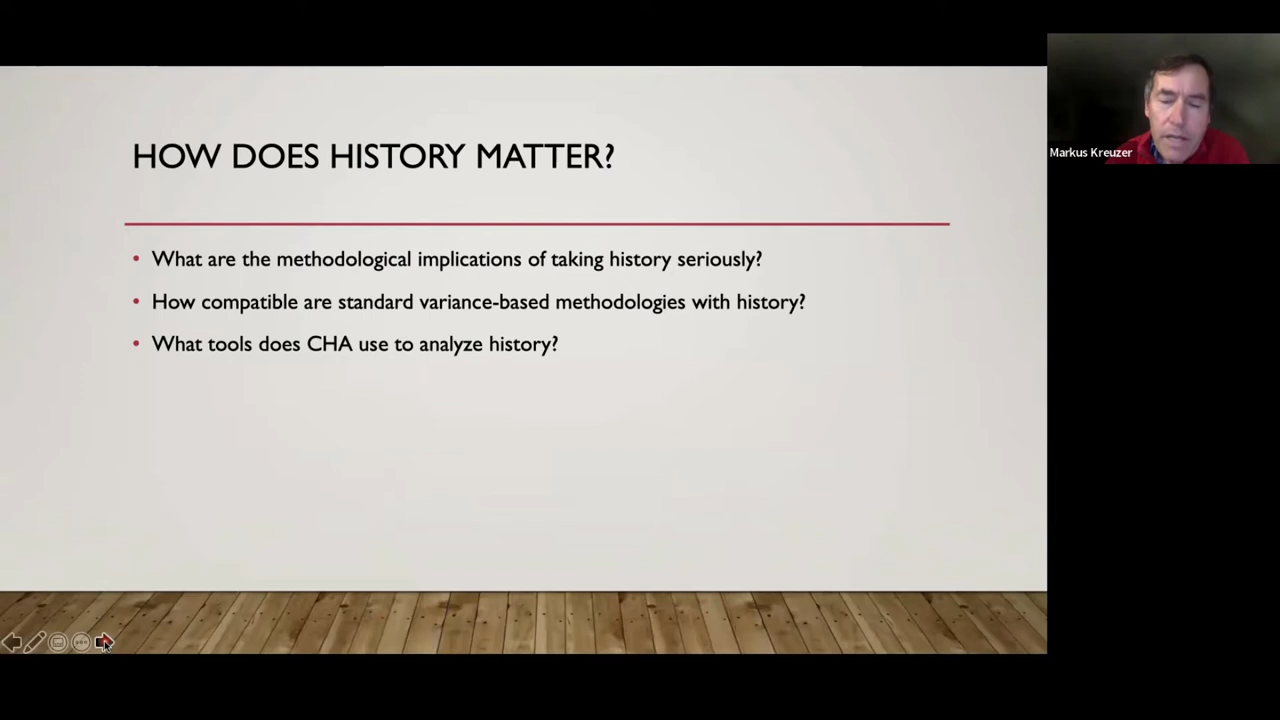 HOW DOES HISTORY MATTER?
• What are the methodological implications of taking history seriously?
• How compatible are standard variance-based methodologies with history?
• What tools does CHA use to analyze history?
Markus Kreuzer